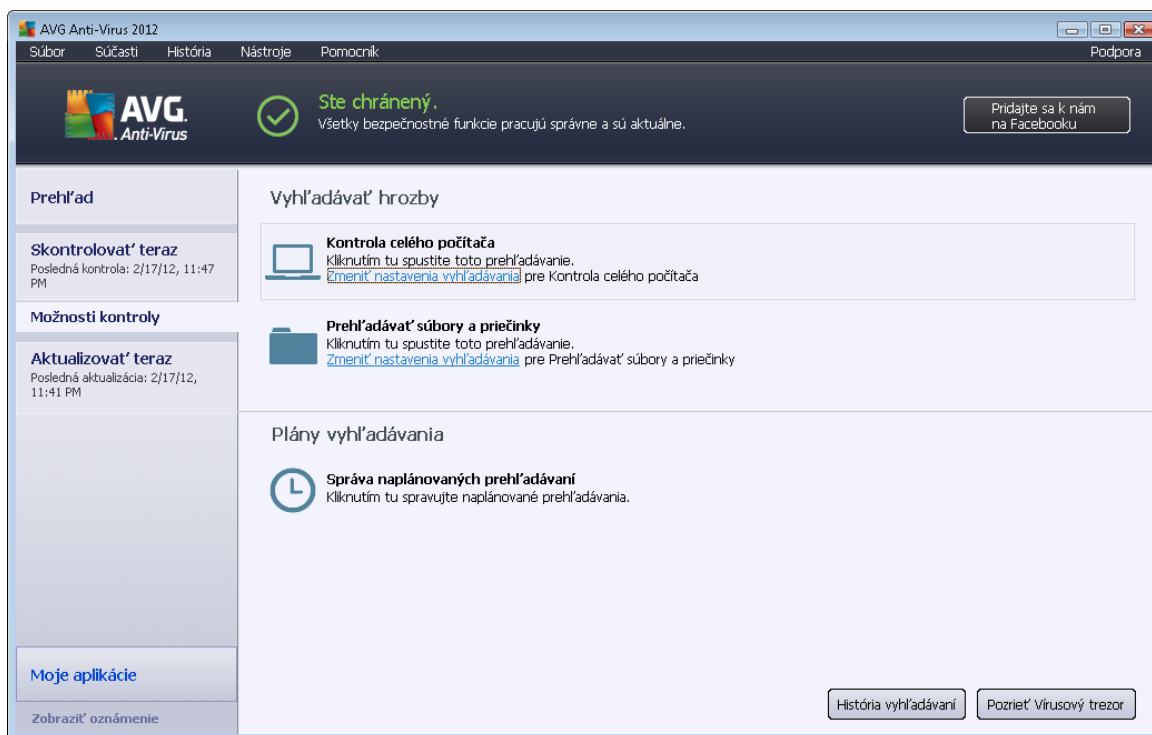 AVG Anti-Virus 2012
Súbor Súčasti História Nástroje Pomocník Podpora
AVG.
Anti-Virus
Ste chránený.
Všetky bezpečnostné funkcie pracujú správne a sú aktuálne.
Pridajte sa k nám
na Facebooku
Prehľad
Skontrolovať teraz
Posledná kontrola: 2/17/12, 11:47
PM
Možnosti kontroly
Aktualizovať teraz
Posledná aktualizácia: 2/17/12,
11:41 PM
Moje aplikácie
Zobraziť oznámenie
Vyhľadávať hrozby
Kontrola celého počítača
Kliknutím tu spustite toto prehľadávanie.
Zmeniť nastavenia vyhľadávania pre Kontrola celého počítača
Prehľadávať súbory a priečinky
Kliknutím tu spustite toto prehľadávanie.
Zmeniť nastavenia vyhľadávania pre Prehľadávať súbory a priečinky
Plány vyhľadávania
Správa naplánovaných prehľadávaní
Kliknutím tu spravujte naplánované prehľadávania.
História vyhľadávaní
Pozrieť Vírusový trezor